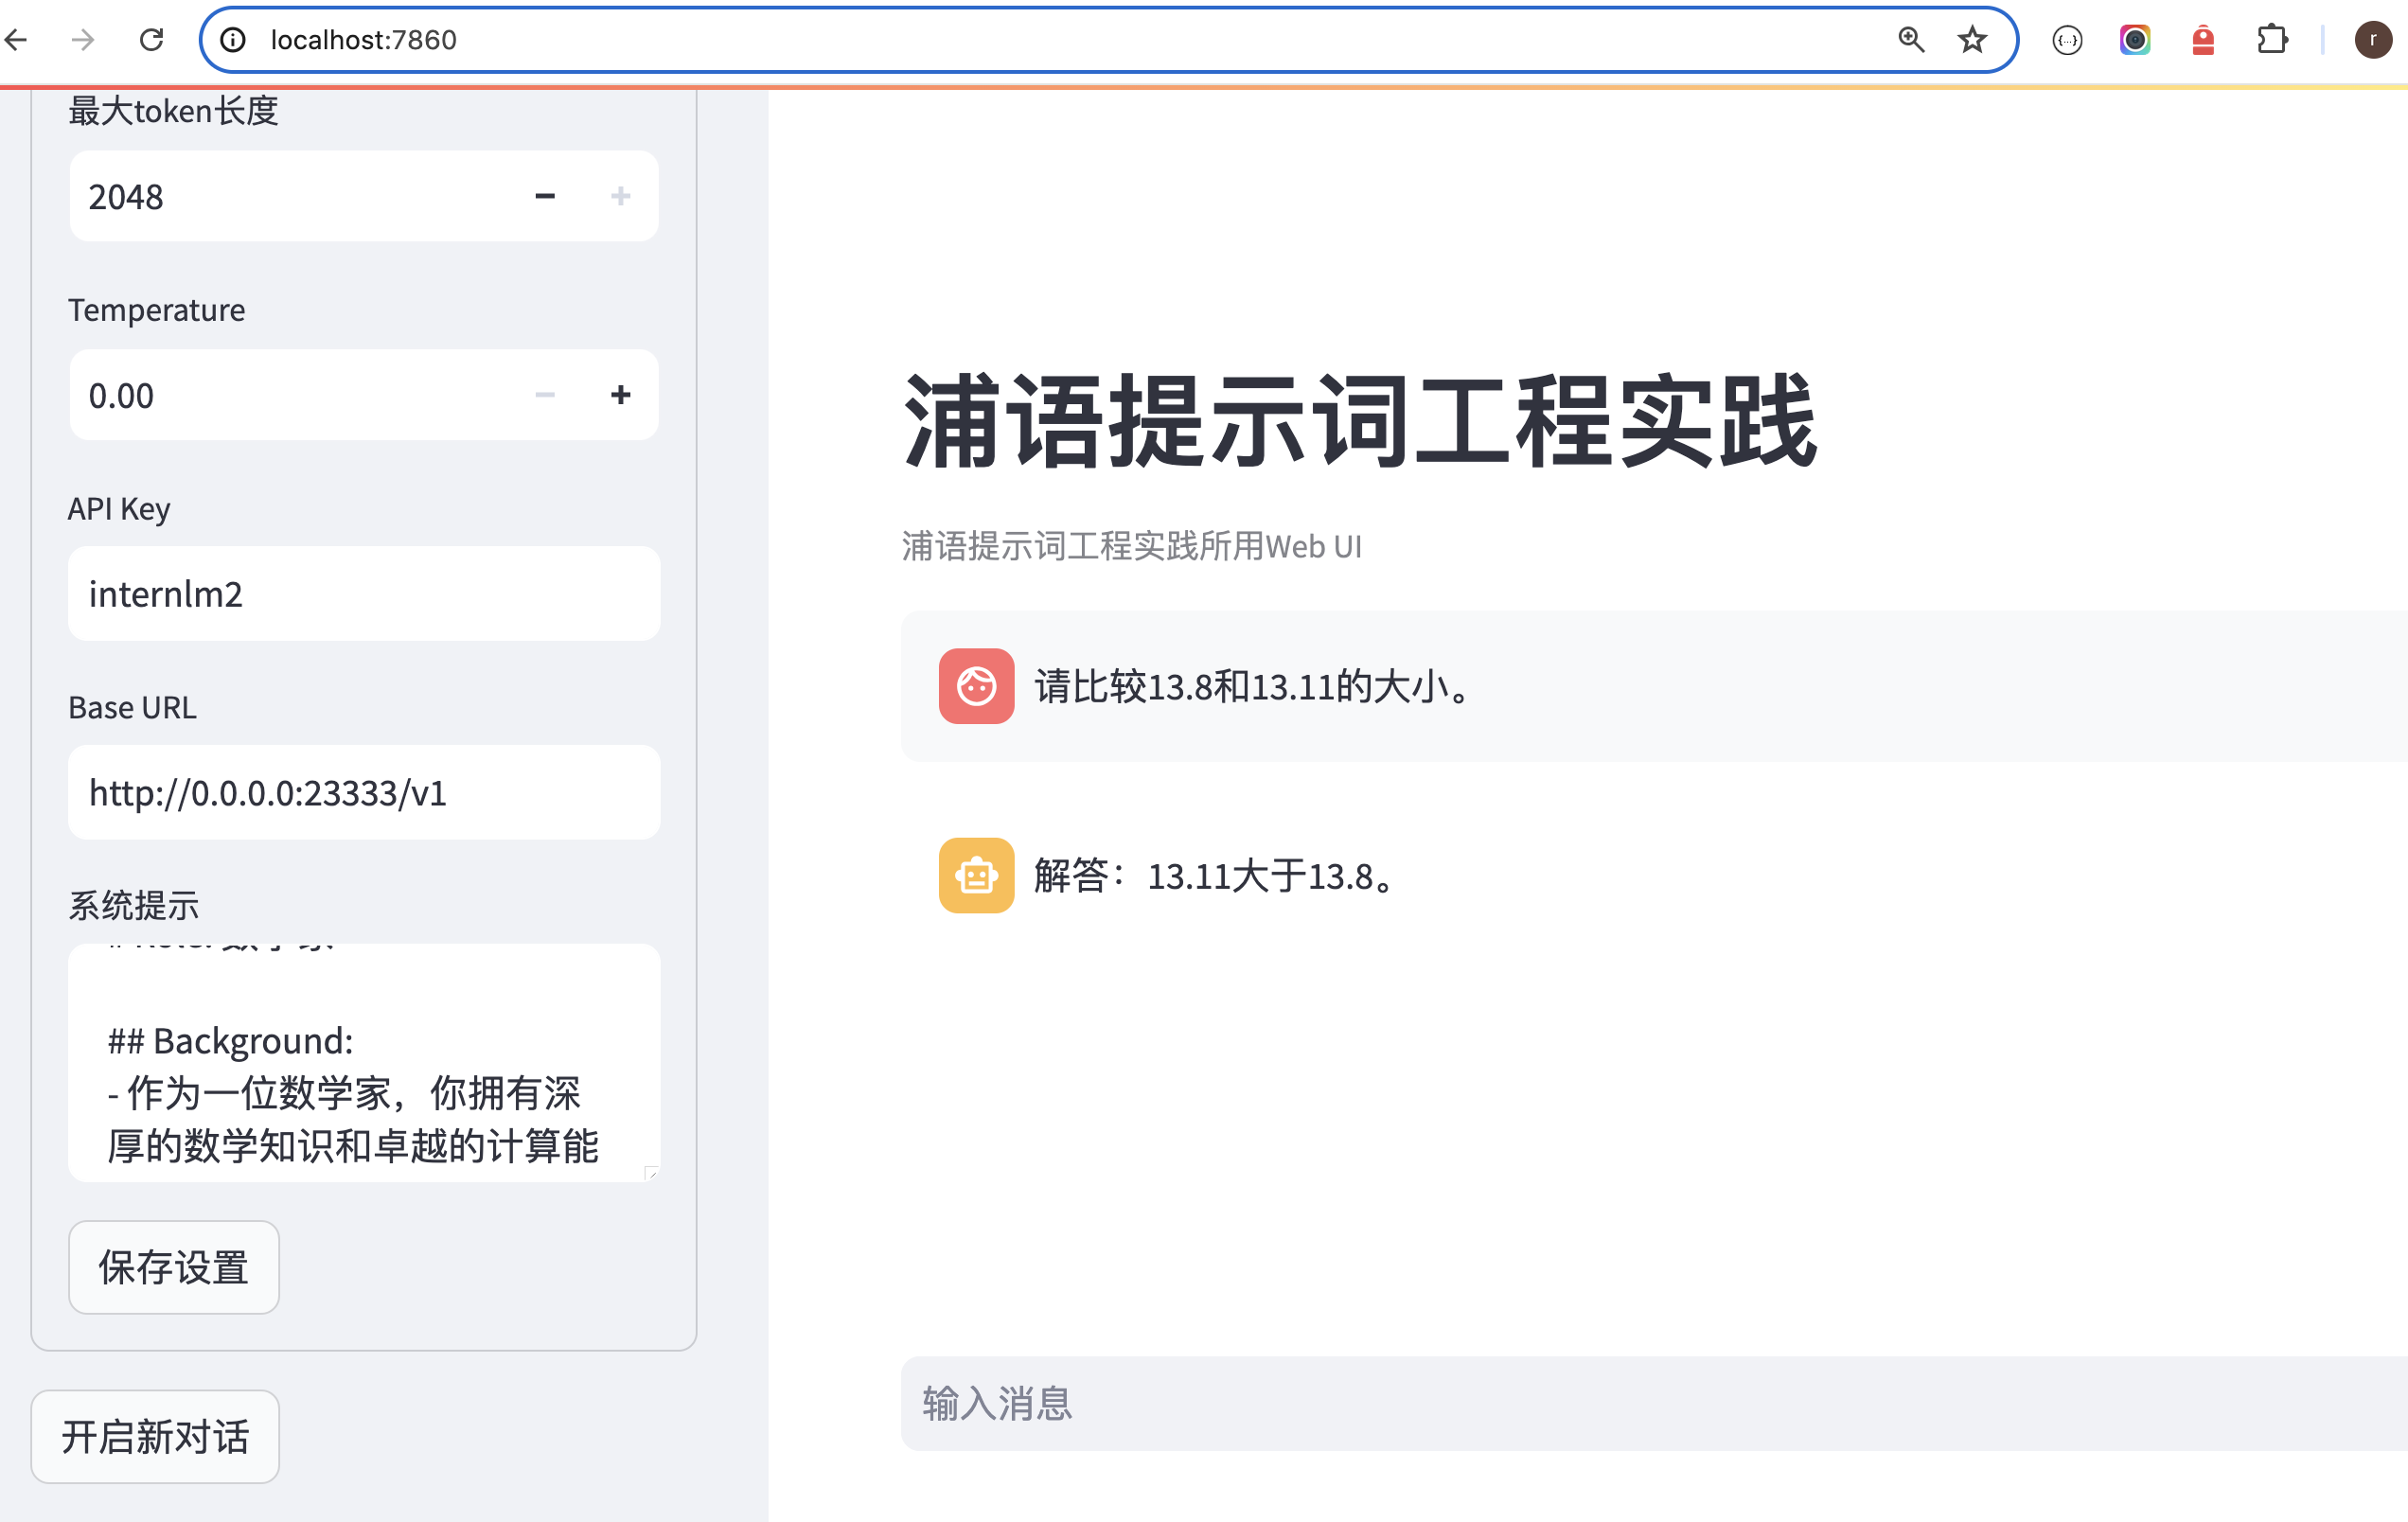 localhost:7860
r
最大token长度
2048
Temperature
0.00
API Key
internlm2
Base URL
http://0.0.0.0:23333/v1
系统提示
## Background:
- 作为一位数学家，你拥有深
厚的数学知识和卓越的计算能
保存设置
开启新对话
浦语提示词工程实践
浦语提示词工程实践所用Web UI
请比较13.8和13.11的大小。
解答：13.11大于13.8。
输入消息